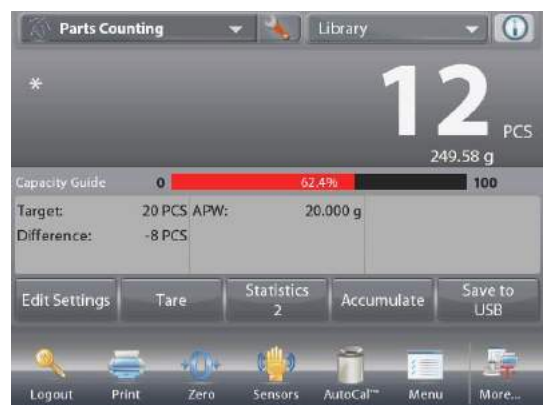 Parts Counting Library
*
12 PCS
249.58 g
Capacity Guide 0 62.4% 100
Target: 20 PCS APW: 20.000 g
Difference: -8 PCS
Edit Settings Tare Statistics 2 Accumulate Save to USB
Logout Print Zero Sensors AutoCal™ Menu More...